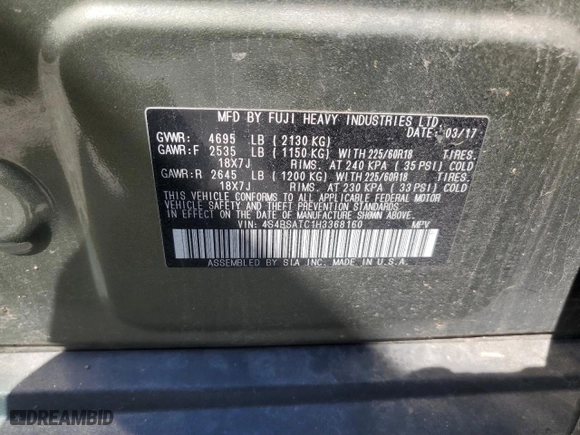 MFD BY FUJI HEAVY INDUSTRIES LTD.
DATE: 03/17
GVWR: 4695 LB ( 2130 KG)
GAWR:F 2535 LB ( 1150 KG) WITH 225/60R18 TIRES.
18X7J RIMS. AT 240 KPA ( 35 PSI) COLD
GAWR:R 2645 LB ( 1200 KG) WITH 225/60R18 TIRES.
18X7J RIMS. AT 230 KPA ( 33 PSI) COLD
THIS VEHICLE CONFORMS TO ALL APPLICABLE FEDERAL MOTOR
VEHICLE SAFETY AND THEFT PREVENTION STANDARDS IN EFFECT ON
THE DATE OF MANUFACTURE SHOWN ABOVE.
VIN: 4S4BSATC1H3368160 MPV
ASSEMBLED BY SIA INC. MADE IN U.S.A.
DREAMBID